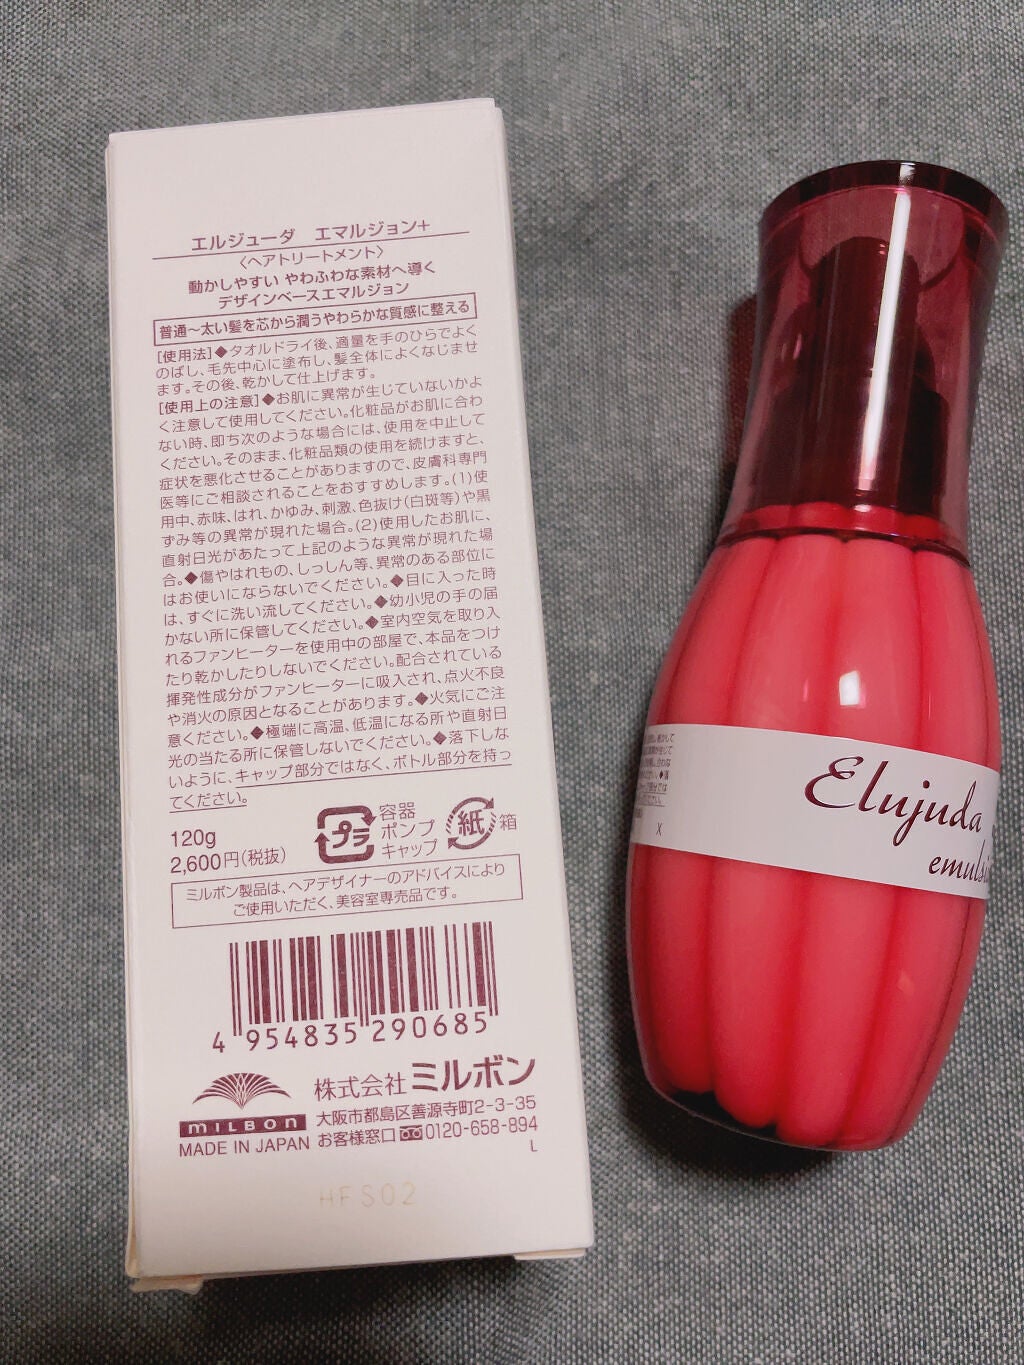 エルジューダ　エマルジョン+
〈ヘアトリートメント〉
動かしやすい やわふわな素材へ導く
デザインベースエマルジョン
普通～太い髪を芯から潤うやわらかな質感に整える
[使用法]◆タオルドライ後、適量を手のひらでよく
のばし、毛先中心に塗布し、髪全体によくなじませ
ます。その後、乾かして仕上げます。
[使用上の注意]◆お肌に異常が生じていないかよ
く注意して使用してください。化粧品がお肌に合わ
ない時、即ち次のような場合には、使用を中止して
ください。そのまま、化粧品類の使用を続けますと、
症状を悪化させることがありますので、皮膚科専門
医等にご相談されることをおすすめします。(1)使
用中、赤味、はれ、かゆみ、刺激、色抜け(白斑等)や黒
ずみ等の異常が現れた場合。(2)使用したお肌に、
直射日光があたって上記のような異常が現れた場
合。◆傷やはれもの、しっしん等、異常のある部位に
はお使いにならないでください。◆目に入った時
は、すぐに洗い流してください。◆幼小児の手の届
かない所に保管してください。◆室内空気を取り入
れるファンヒーターを使用中の部屋で、本品をつけ
たり乾かしたりしないでください。配合されている
揮発性成分がファンヒーターに吸入され、点火不良
や消火の原因となることがあります。◆火気にご注
意ください。◆極端に高温、低温になる所や直射日
光の当たる所に保管しないでください。◆落下しな
いように、キャップ部分ではなく、ボトル部分を持っ
てください。
120g
2,600円(税抜)
プラ
容器
ポンプ
キャップ
紙
箱
ミルボン製品は、ヘアデザイナーのアドバイスにより
ご使用いただく、美容室専売品です。
4 954835 290685
MILBON
MADE IN JAPAN
株式会社 ミルボン
大阪市都島区善源寺町2-3-35
お客様窓口 0120-658-894
L
HFS02
Elujuda
emulsi
X